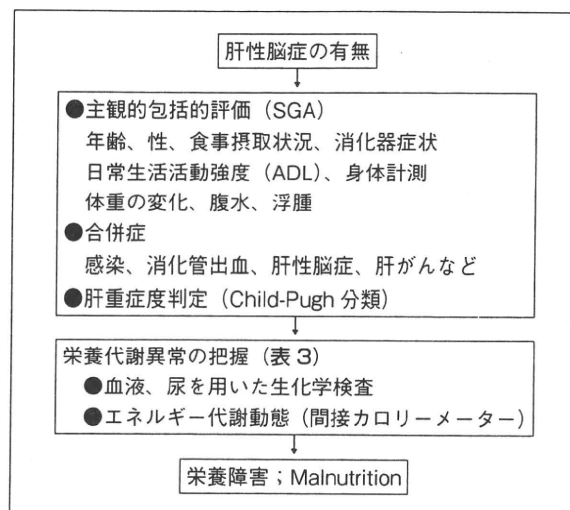 肝性脳症の有無
●主観的包括的評価（SGA）
年齢、性、食事摂取状況、消化器症状
日常生活活動強度（ADL）、身体計測
体重の変化、腹水、浮腫
●合併症
感染、消化管出血、肝性脳症、肝がんなど
●肝重症度判定（Child-Pugh 分類）
栄養代謝異常の把握（表 3）
●血液、尿を用いた生化学検査
●エネルギー代謝動態（間接カロリーメーター）
栄養障害；Malnutrition